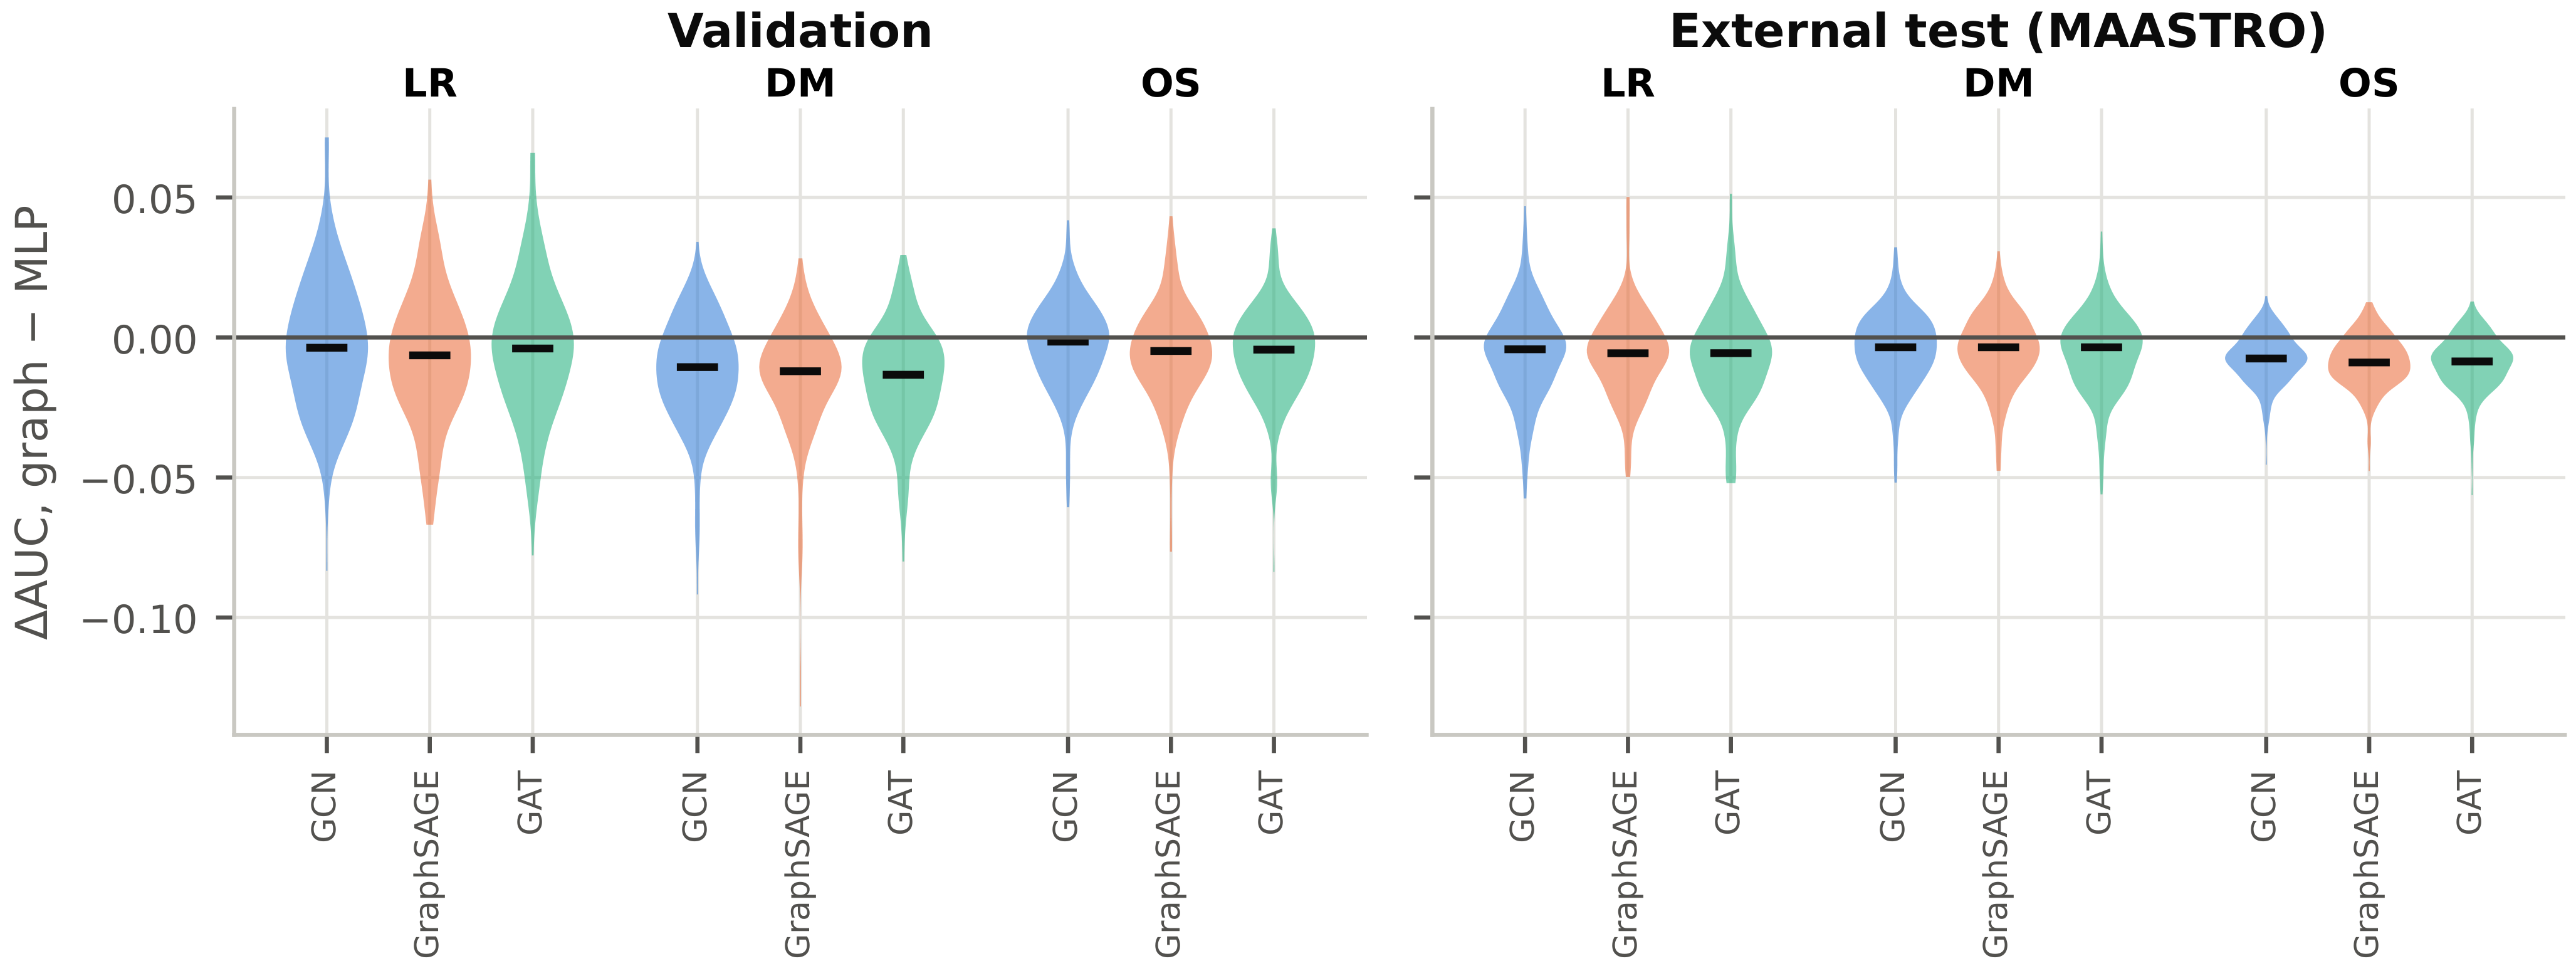 Validation
External test (MAASTRO)
LR DM OS
LR DM OS
ΔAUC, graph − MLP
0.05
0.00
−0.05
−0.10
GCN
GraphSAGE
GAT
GCN
GraphSAGE
GAT
GCN
GraphSAGE
GAT
GCN
GraphSAGE
GAT
GCN
GraphSAGE
GAT
GCN
GraphSAGE
GAT